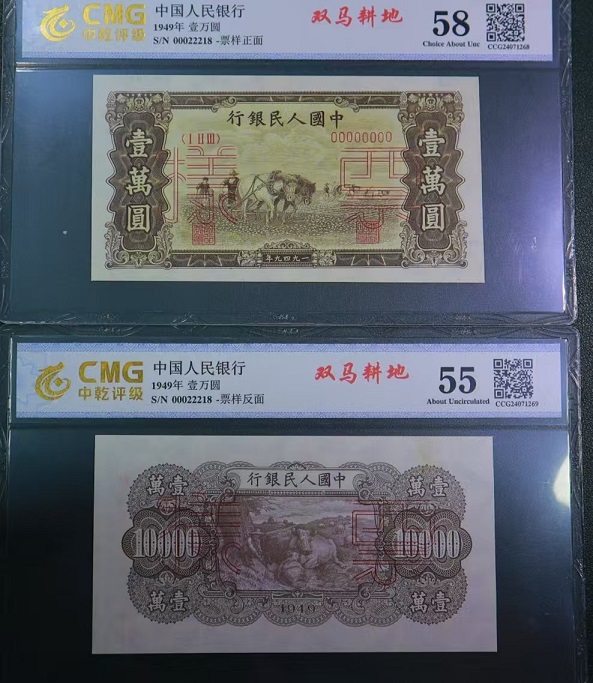 CMG
中乾评级
中国人民银行
1949年 壹万圆
S/N 00022218 -票样正面
双马耕地
58
Choice About Unc
CCG24071268
行銀民人國中
(I II III)
00000000
壹萬圓
壹萬圓
樣
票
年九四九一
CMG
中乾评级
中国人民银行
1949年 壹万圆
S/N 00022218 -票样反面
双马耕地
55
About Uncirculated
CCG24071269
行銀民人國中
萬壹
萬壹
10000
10000
萬壹
萬壹
1949